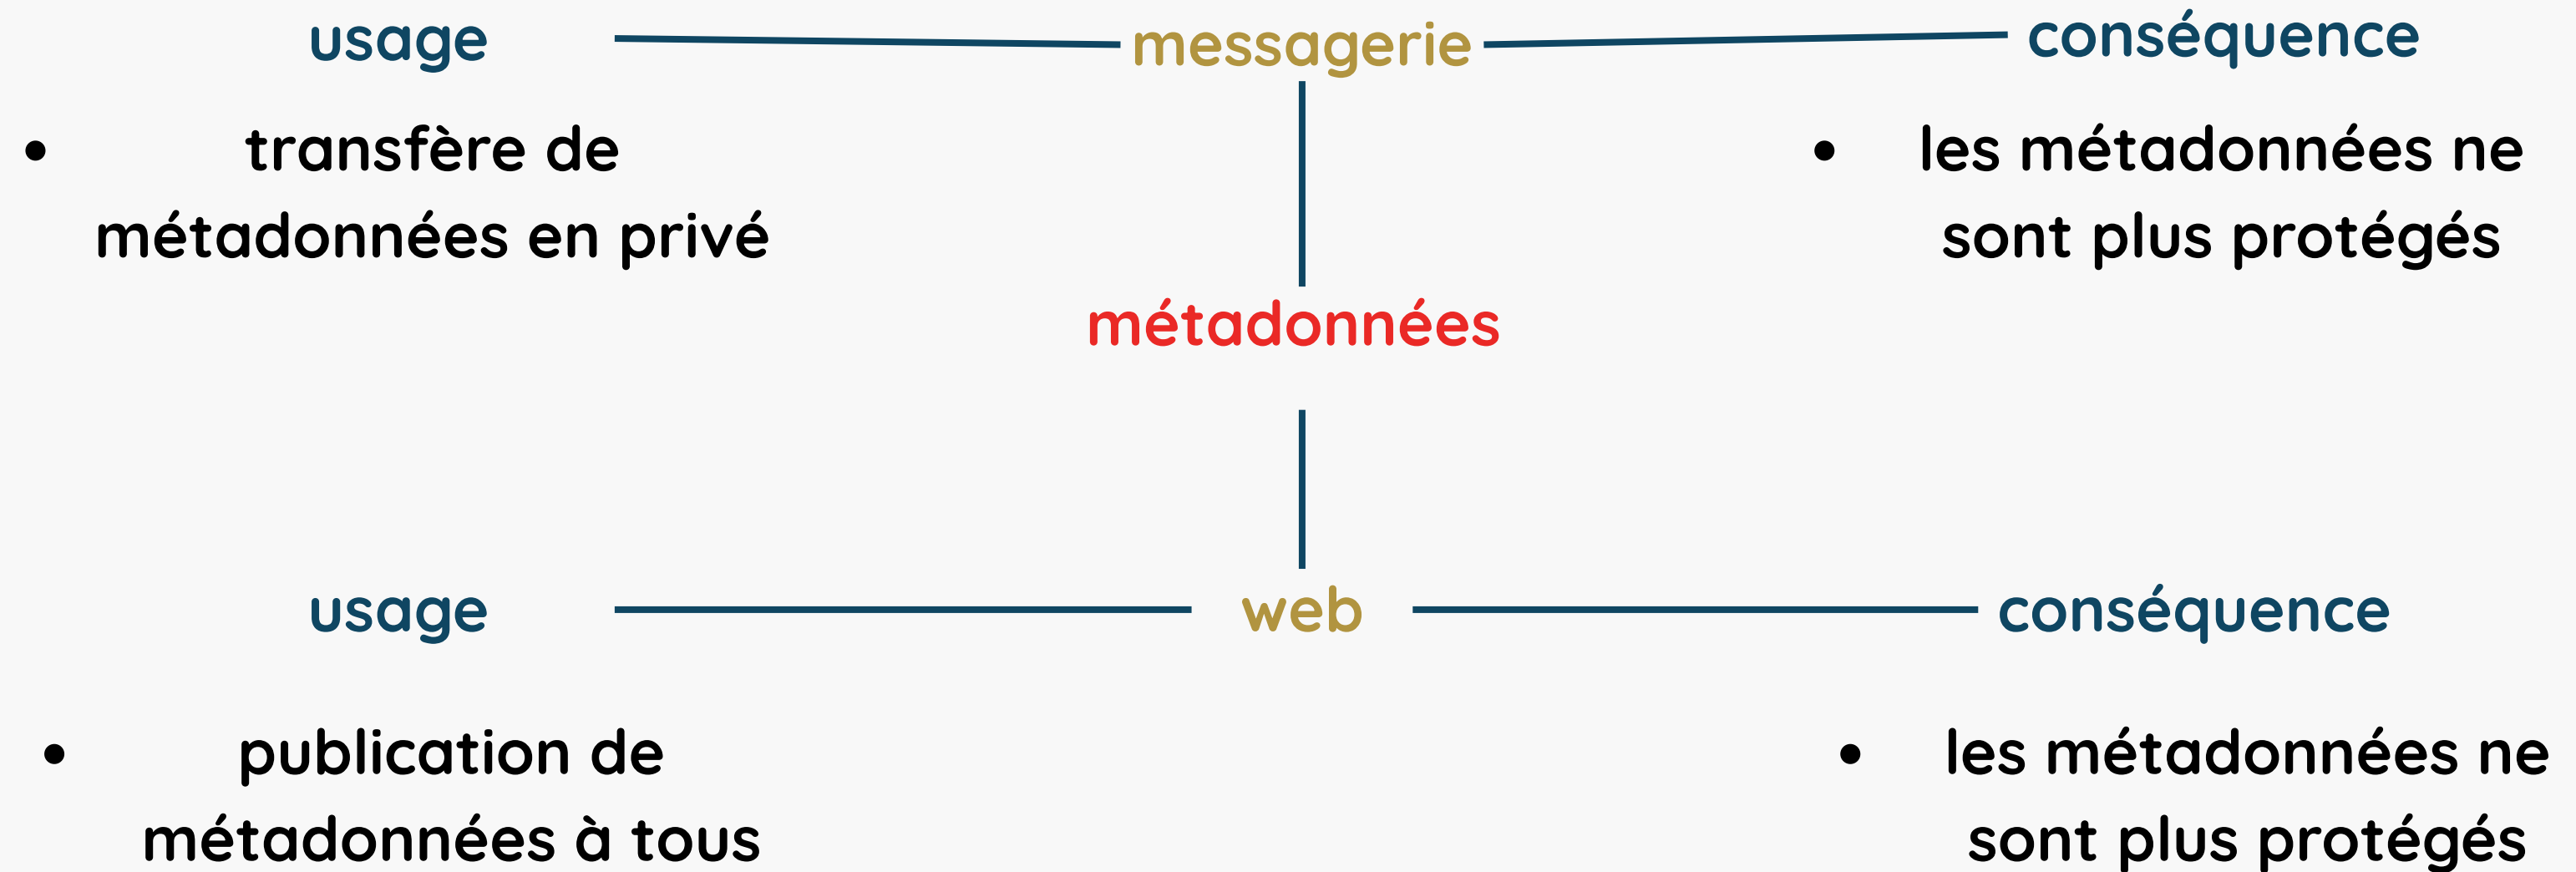 usage
messagerie
conséquence
• transfère de
métadonnées en privé
• les métadonnées ne
sont plus protégés
métadonnées
usage
web
conséquence
• publication de
métadonnées à tous
• les métadonnées ne
sont plus protégés